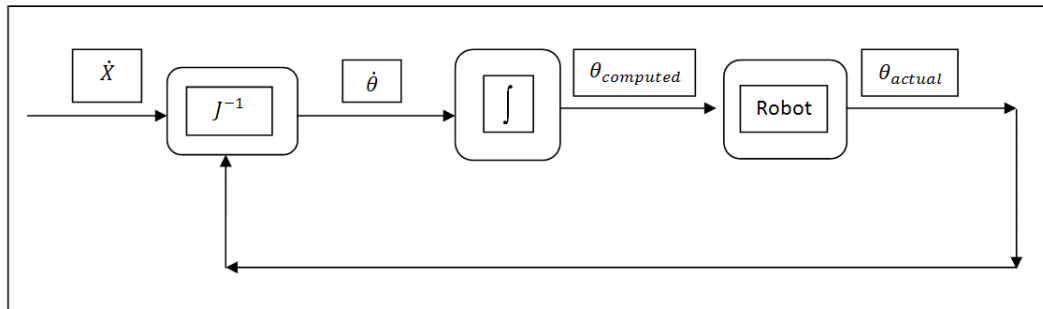 Ẋ
J⁻¹
θ̇
∫
θ_computed
Robot
θ_actual